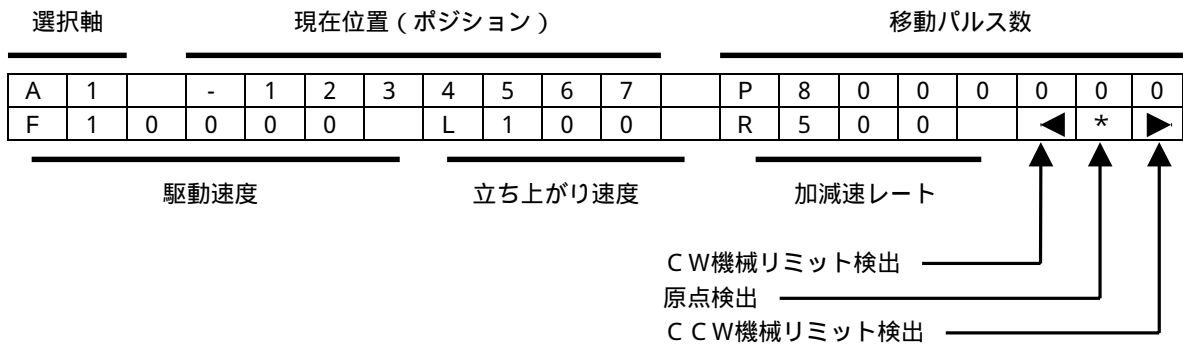 選択軸 現在位置(ポジション) 移動パルス数
A 1 - 1 2 3 4 5 6 7 P 8 0 0 0 0 0 0
F 1 0 0 0 0 L 1 0 0 R 5 0 0 ◀ * ▶
駆動速度 立ち上がり速度 加減速レート
CW機械リミット検出
原点検出
CCW機械リミット検出